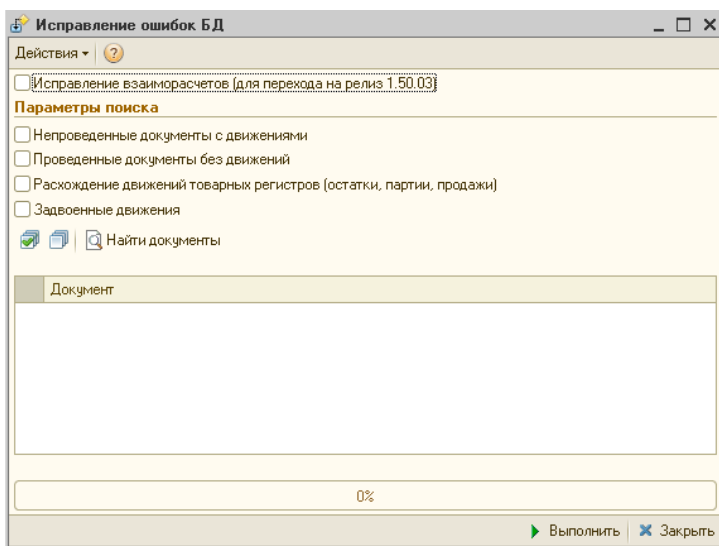 Исправление ошибок БД
Действия
Исправление взаиморасчетов (для перехода на релиз 1.50.03)
Параметры поиска
Непроведенные документы с движениями
Проведенные документы без движений
Расхождение движений товарных регистров (остатки, партии, продажи)
Задвоенные движения
Найти документы
Документ
0%
Выполнить Закрыть